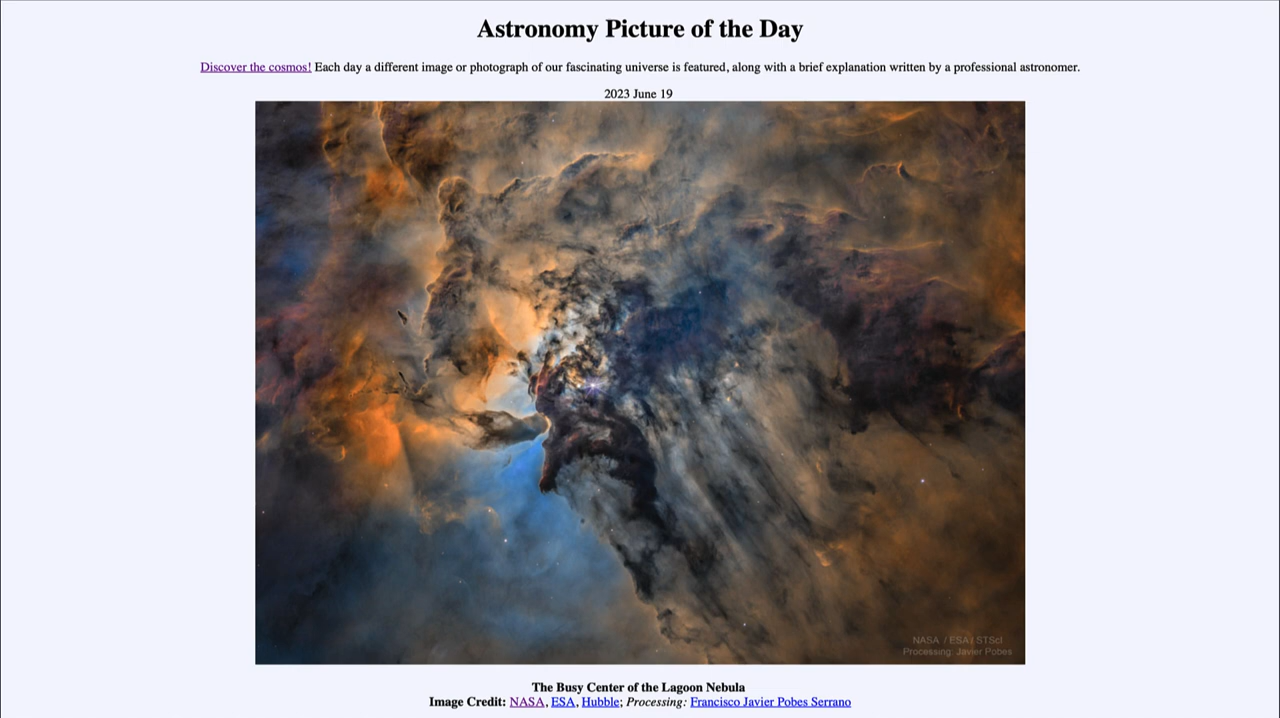 Astronomy Picture of the Day
Discover the cosmos! Each day a different image or photograph of our fascinating universe is featured, along with a brief explanation written by a professional astronomer.
2023 June 19
NASA / ESA / STScI
Processing: Javier Pobes
The Busy Center of the Lagoon Nebula
Image Credit: NASA, ESA, Hubble; Processing: Francisco Javier Pobes Serrano